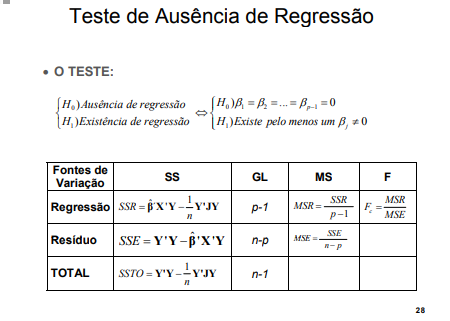 Teste de Ausência de Regressão
• O TESTE:
{H₀) Ausência de regressão ⇔ {H₀) β₁ = β₂ = ... = βₚ₋₁ = 0
{H₁) Existência de regressão {H₁) Existe pelo menos um βⱼ ≠ 0
Fontes de Variação SS GL MS F
Regressão SSR = β̂'X'Y − (1/n) Y'JY p-1 MSR = SSR/(p−1) F_c = MSR/MSE
Resíduo SSE = Y'Y − β̂'X'Y n-p MSE = SSE/(n−p)
TOTAL SSTO = Y'Y − (1/n) Y'JY n-1
28